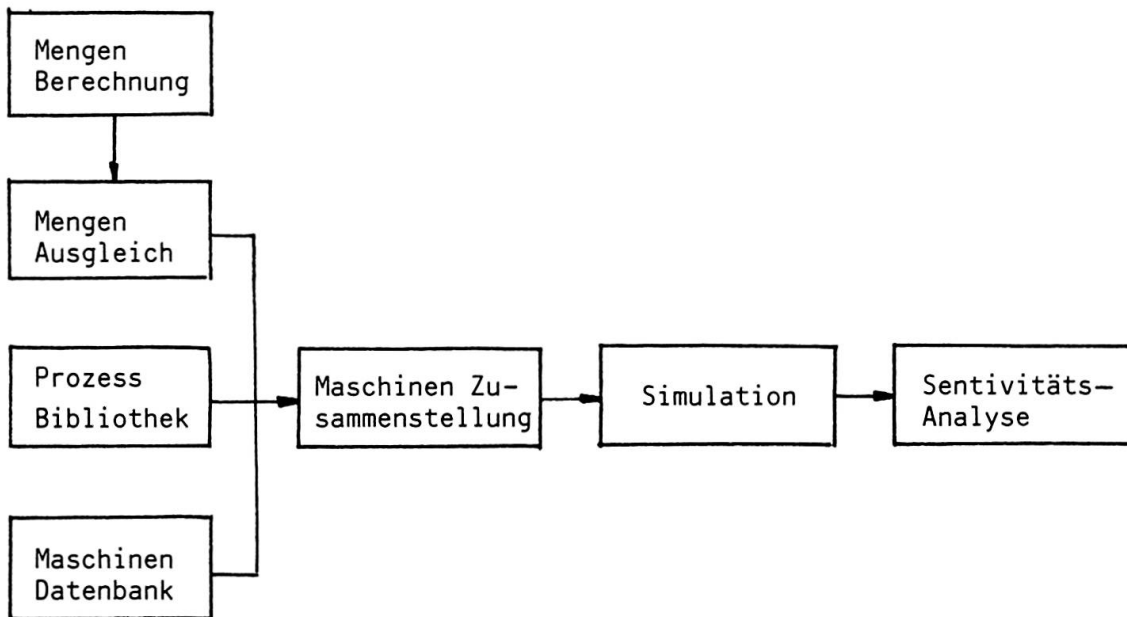 Mengen
Berechnung
Mengen
Ausgleich
Prozess
Bibliothek
Maschinen Zu-
sammenstellung
Simulation
Sentivitäts-
Analyse
Maschinen
Datenbank